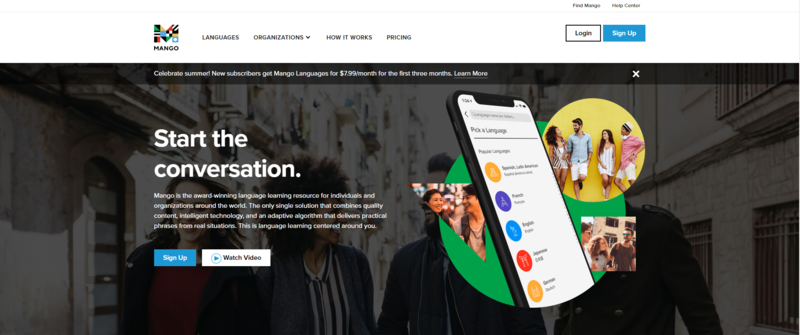 Find Mango Help Center
MANGO
LANGUAGES ORGANIZATIONS HOW IT WORKS PRICING
Login Sign Up
Celebrate summer! New subscribers get Mango Languages for $7.99/month for the first three months. Learn More
Start the
conversation.
Mango is the award-winning language learning resource for individuals and
organizations around the world. The only single solution that combines quality
content, intelligent technology, and an adaptive algorithm that delivers practical
phrases from real situations. This is language learning centered around you.
Sign Up Watch Video
Pick a Language
Popular Languages
Spanish, Latin American
French
English
English
Japanese
日本語
German